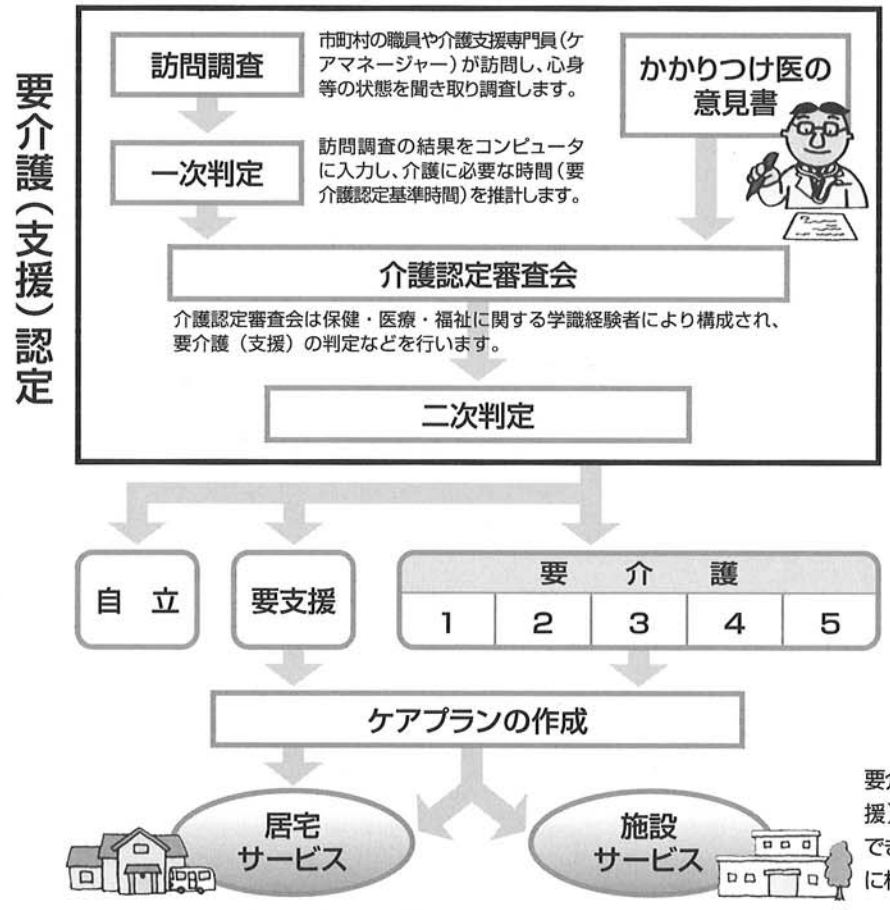 要介護（支援）認定
訪問調査
市町村の職員や介護支援専門員（ケ
アマネージャー）が訪問し、心身
等の状態を聞き取り調査します。
かかりつけ医の
意見書
一次判定
訪問調査の結果をコンピュータ
に入力し、介護に必要な時間（要
介護認定基準時間）を推計します。
介護認定審査会
介護認定審査会は保健・医療・福祉に関する学識経験者により構成され、
要介護（支援）の判定などを行います。
二次判定
自 立
要支援
要 介 護
1 2 3 4 5
ケアプランの作成
居宅
サービス
施設
サービス
要介
援）
でき
に